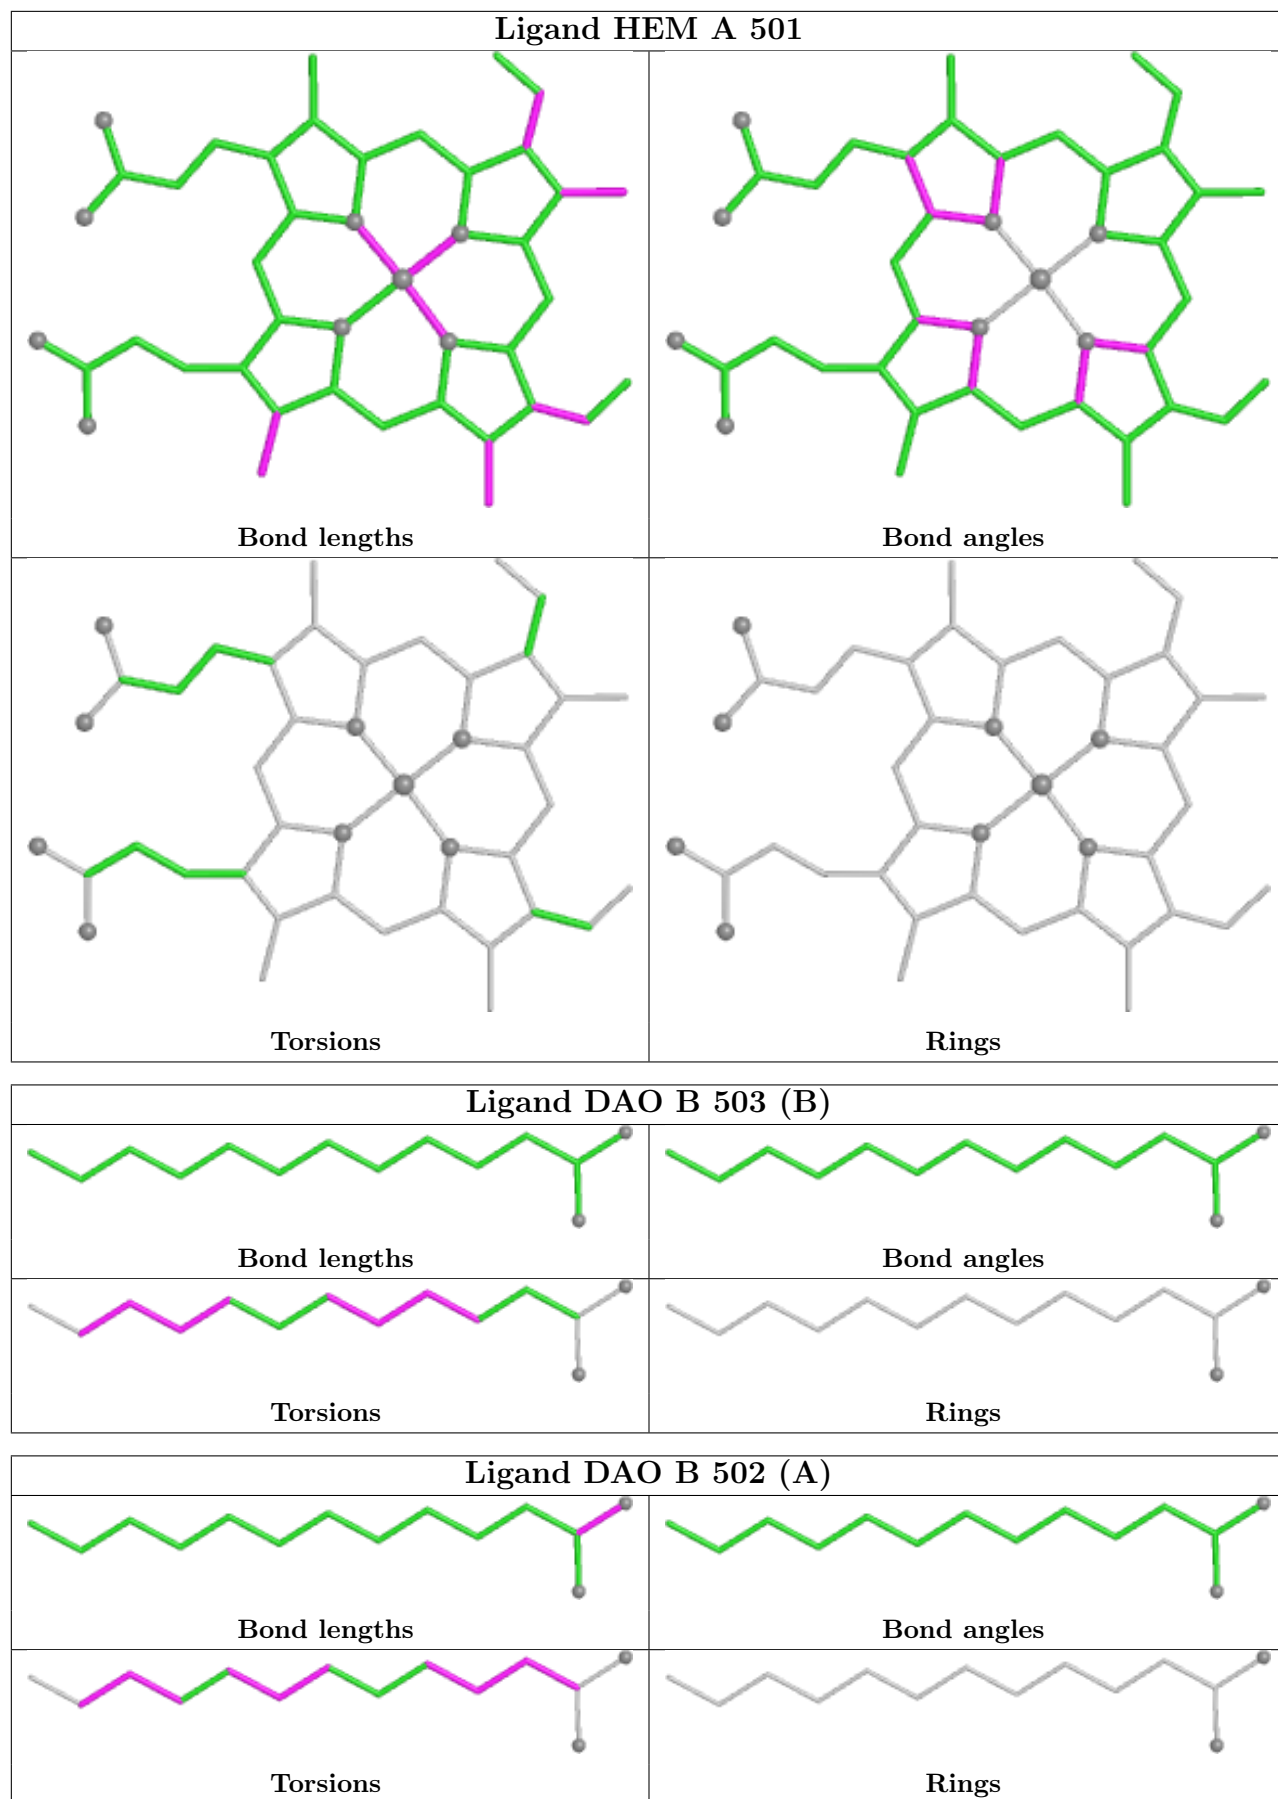 Ligand HEM A 501
Bond lengths
Bond angles
Torsions
Rings
Ligand DAO B 503 (B)
Bond lengths
Bond angles
Torsions
Rings
Ligand DAO B 502 (A)
Bond lengths
Bond angles
Torsions
Rings